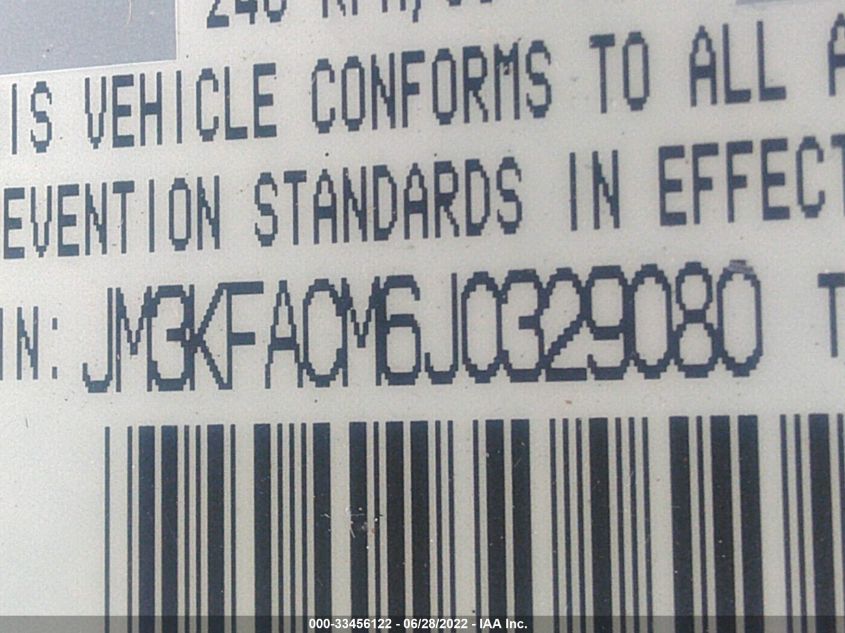 IS VEHICLE CONFORMS TO ALL A
EVENTION STANDARDS IN EFFECT
IN: JM3KFACM6J0329080 T
000-33456122 - 06/28/2022 - IAA Inc.